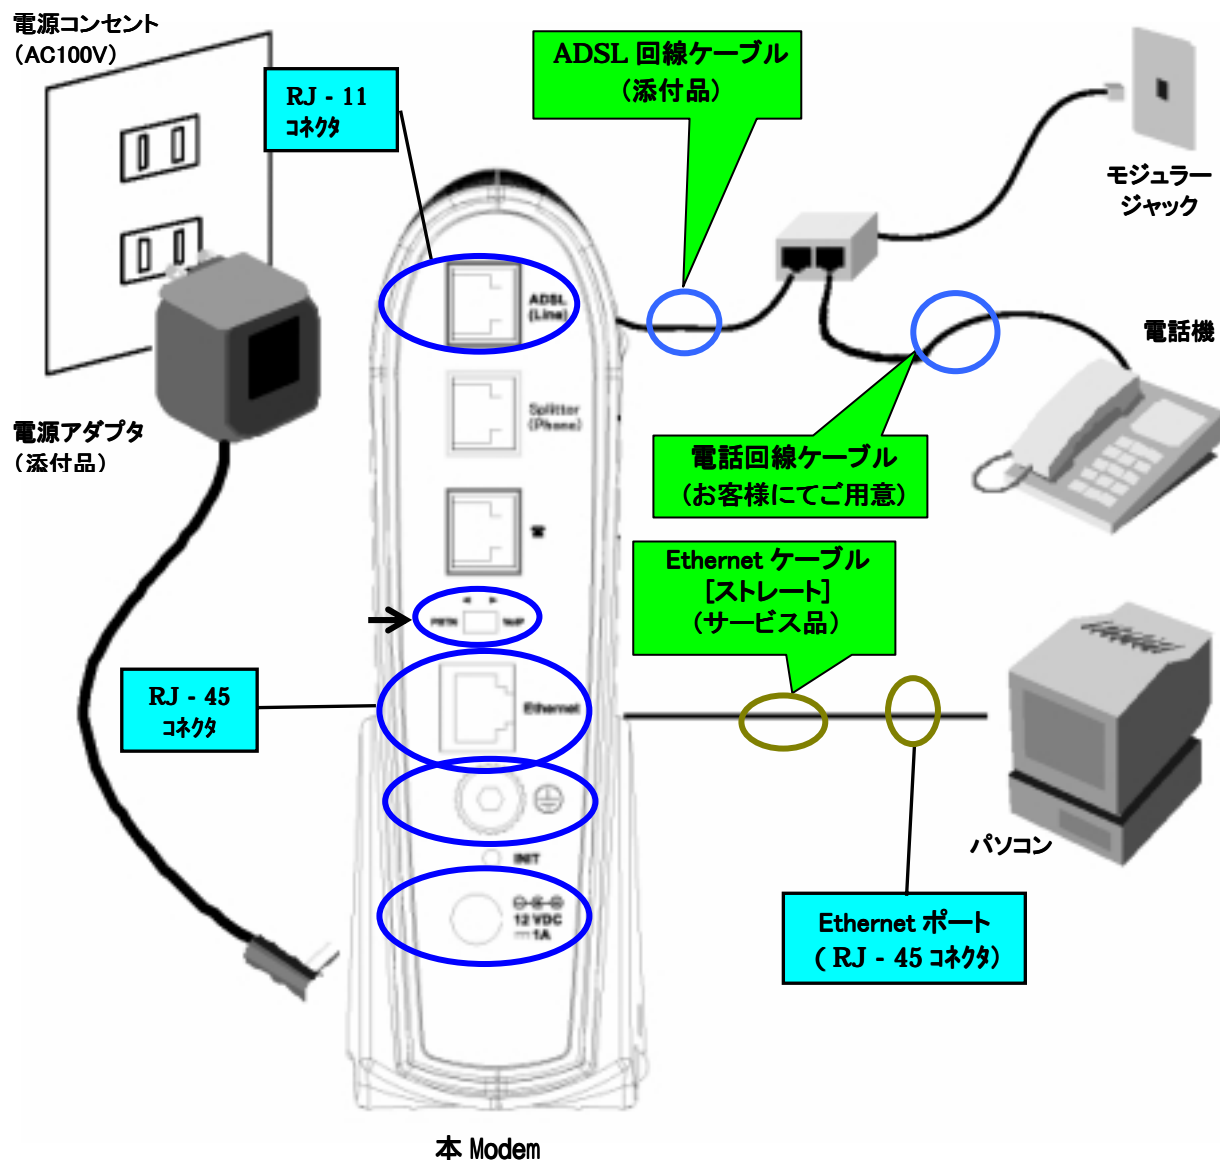 電源コンセント
(AC100V)
RJ - 11
コネクタ
ADSL 回線ケーブル
(添付品)
モジュラー
ジャック
ADSL
(Line)
電話機
Splitter
(Phone)
電源アダプタ
(添付品)
電話回線ケーブル
(お客様にてご用意)
☎
Ethernet ケーブル
[ストレート]
(サービス品)
◀ ▶
PSTN VoIP
RJ - 45
コネクタ
Ethernet
INIT
パソコン
12 VDC
1A
Ethernet ポート
( RJ - 45 コネクタ)
本 Modem